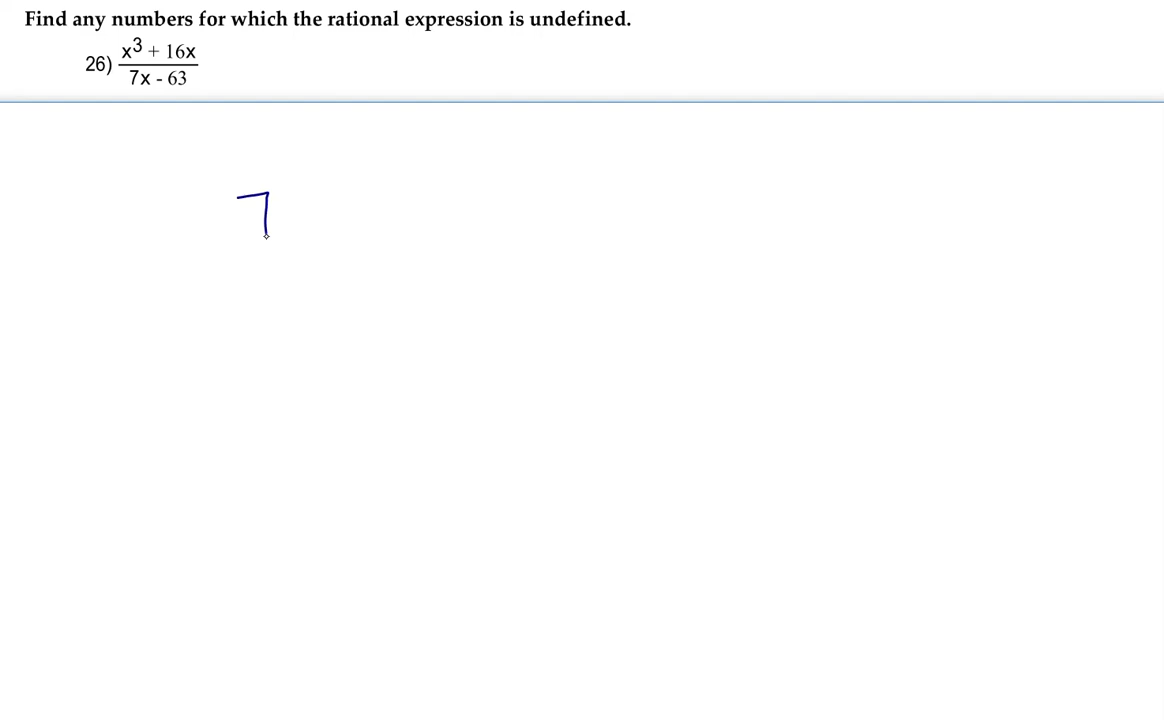 Find any numbers for which the rational expression is undefined.
26) x³ + 16x
7x - 63
7